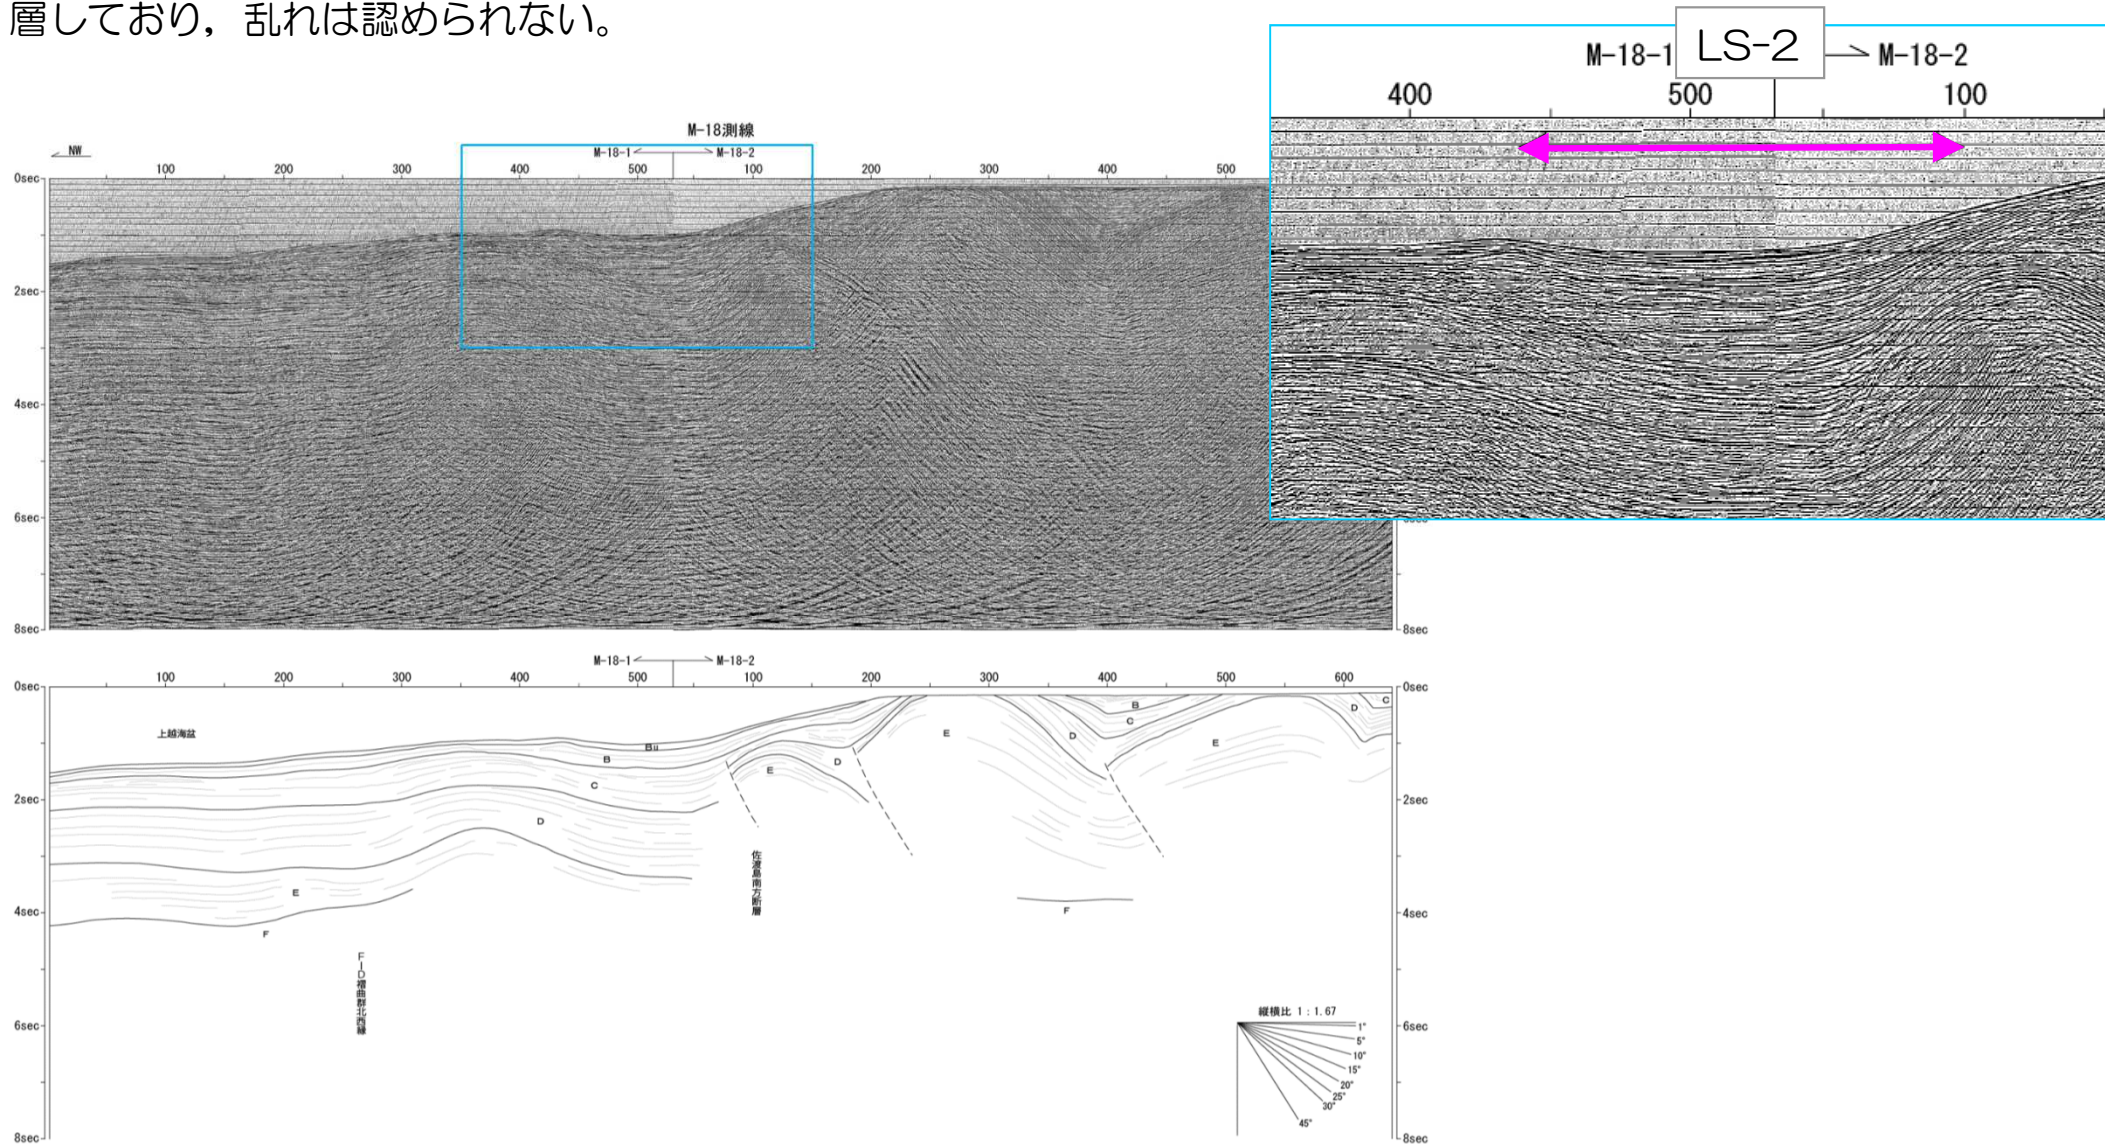 層しており，乱れは認められない。
M-18-1 LS-2 M-18-2
400 500 100
M-18測線
NW M-18-1 M-18-2
100 200 300 400 500 100 200 300 400 500
0sec
2sec
4sec
6sec
8sec 8sec
M-18-1 M-18-2
100 200 300 400 500 100 200 300 400 500 600
0sec 0sec
上越海盆
Bu
B
C
D
E
F
E
D
E
D
B
C
E
D
C
F
2sec 2sec
4sec 4sec
6sec 6sec
8sec 8sec
佐渡島南方断層
F-D褶曲群北西縁
縦横比 1：1.67
1°
5°
10°
15°
20°
25°
30°
45°